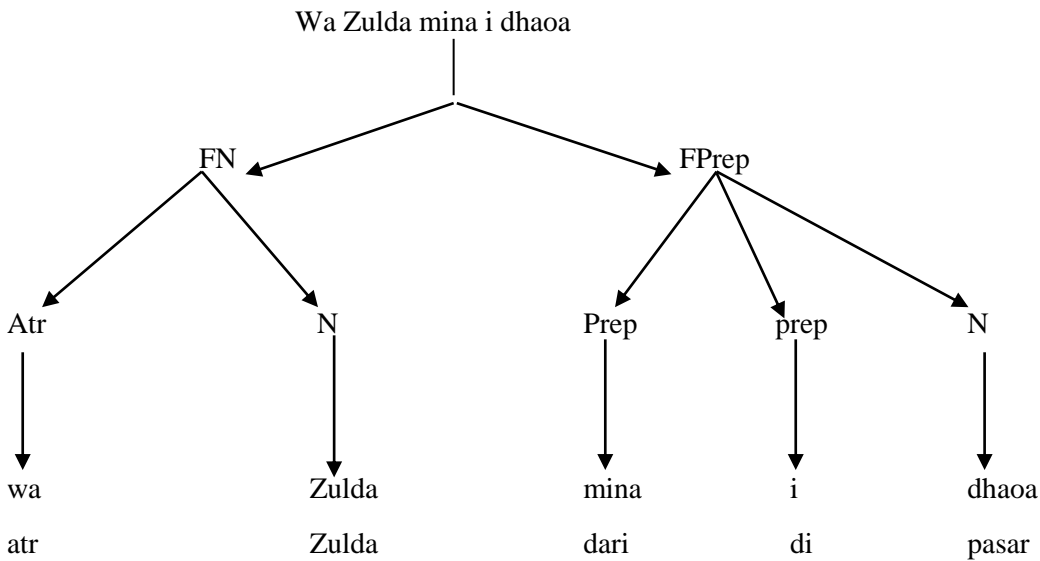 Wa Zulda mina i dhaoa
FN FPrep
Atr N Prep prep N
wa Zulda mina i dhaoa
atr Zulda dari di pasar